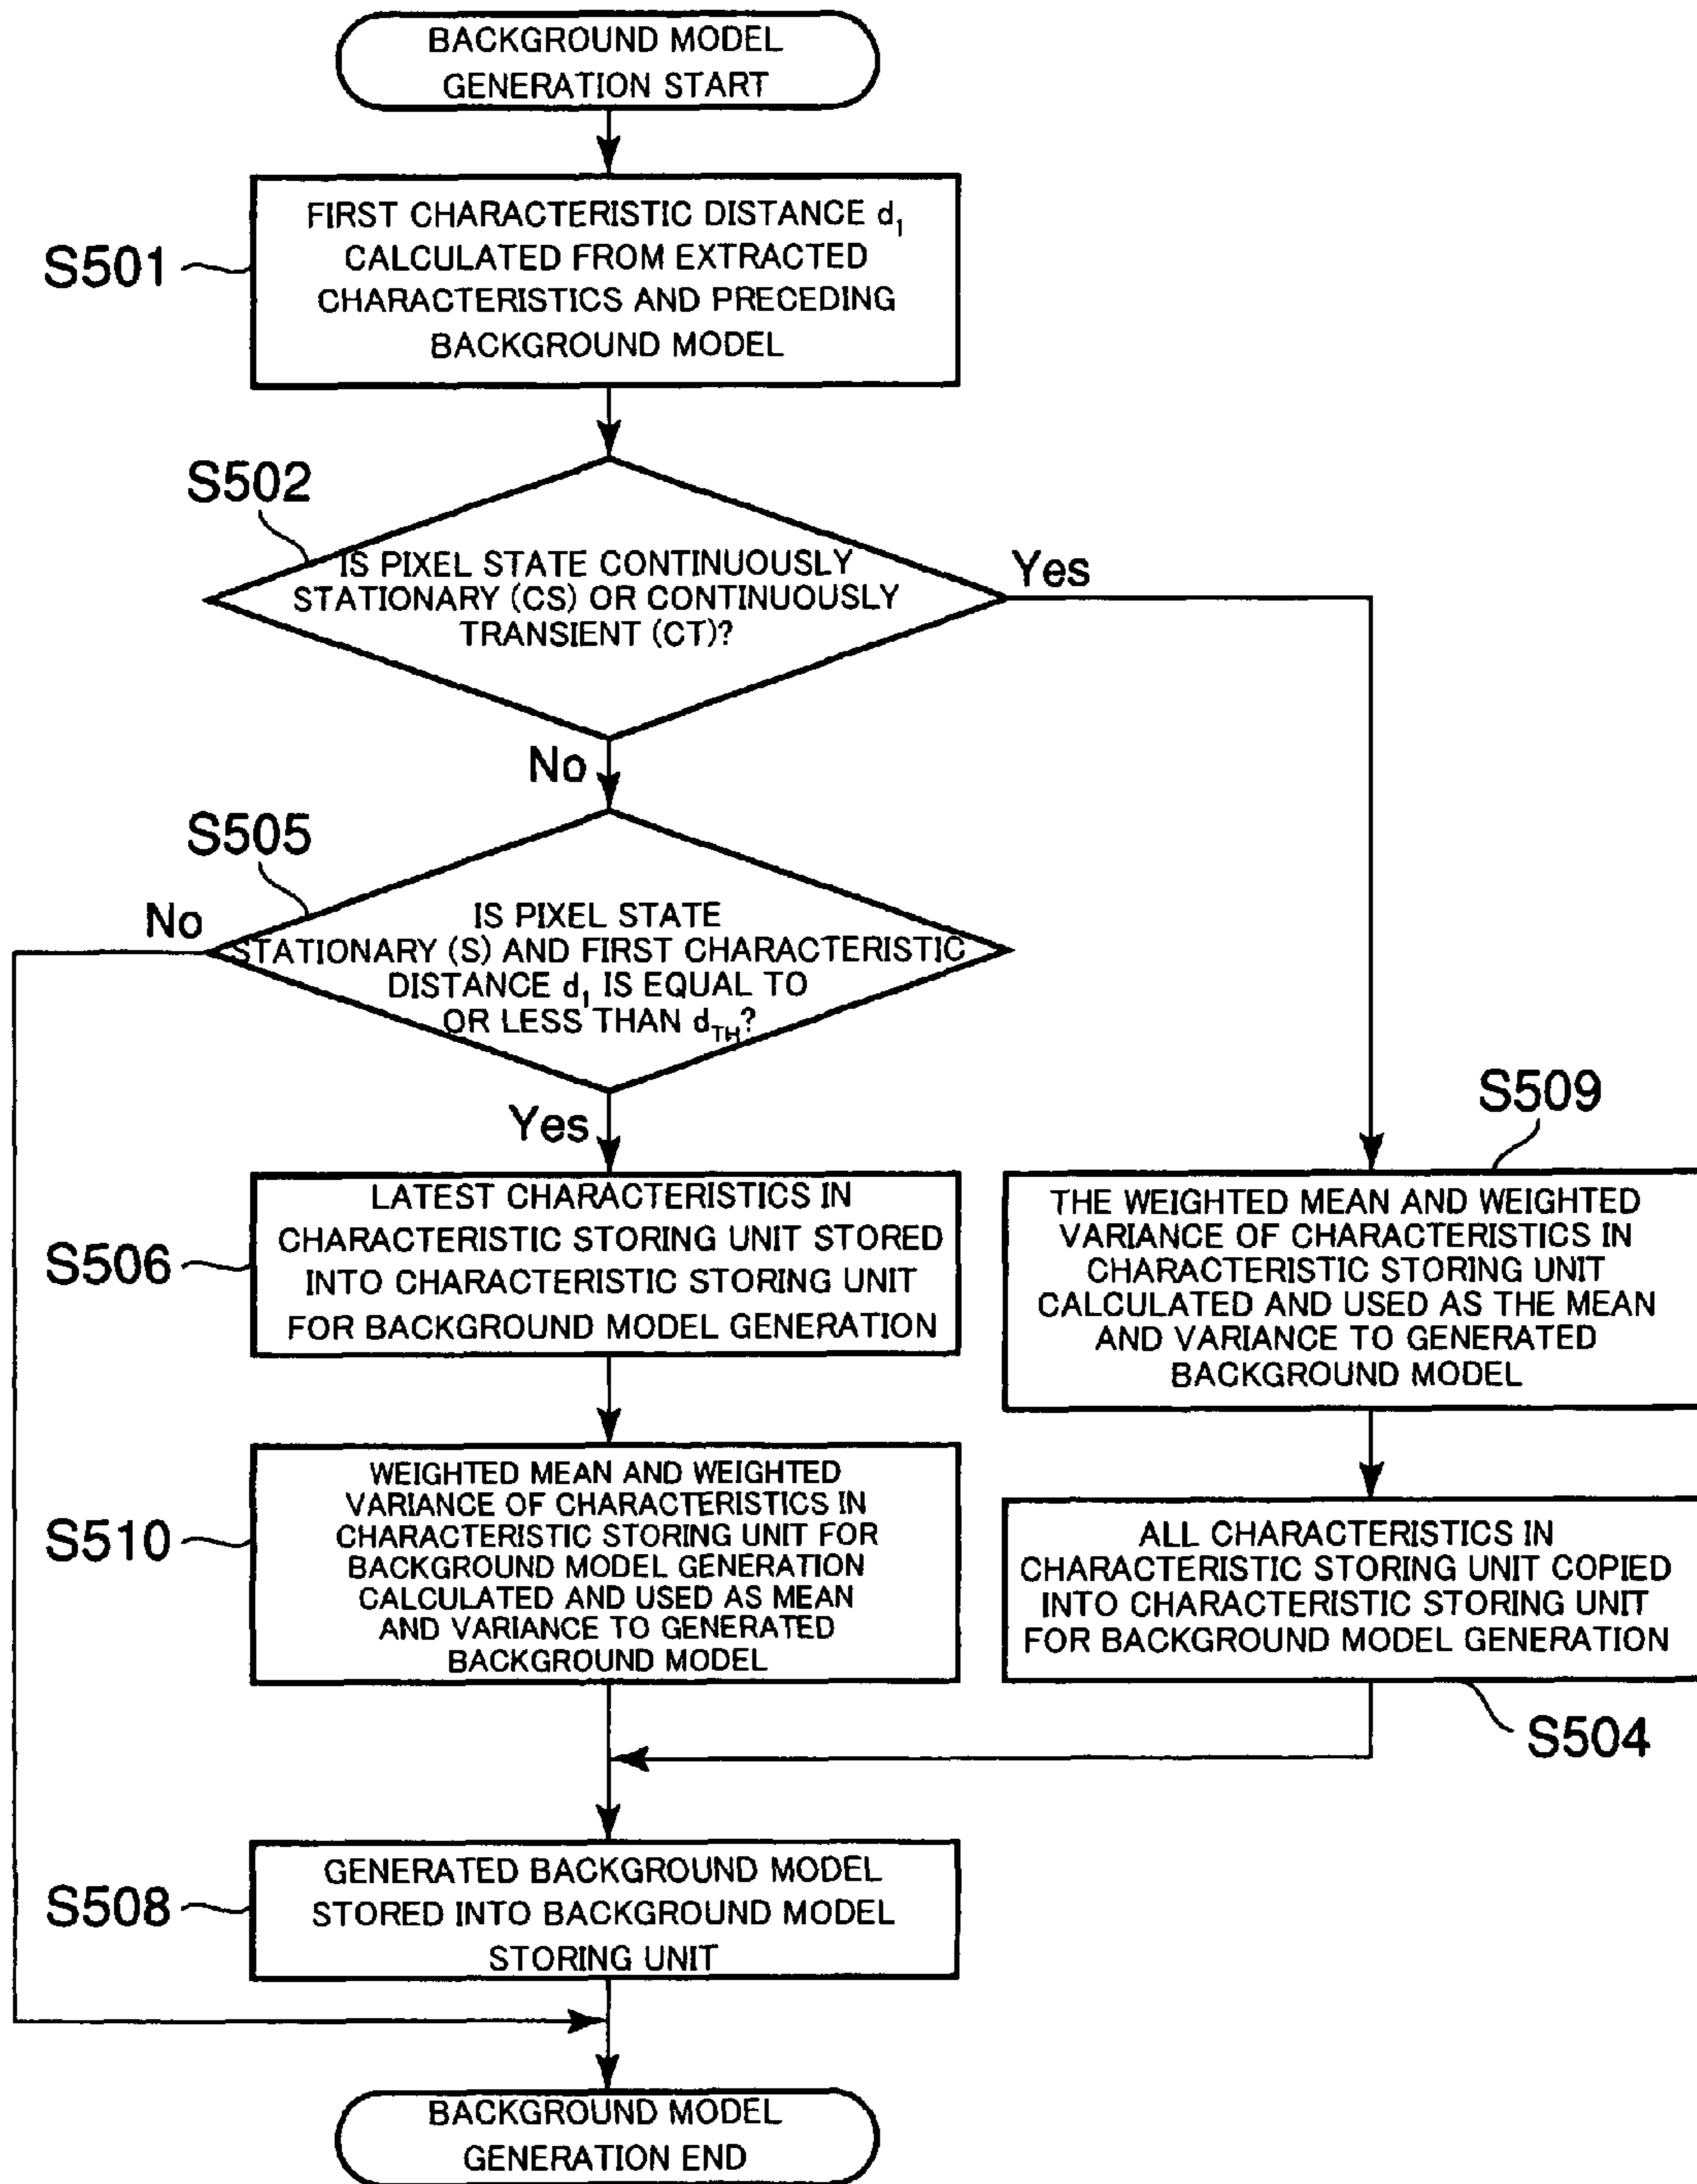 BACKGROUND MODEL
GENERATION START
S501
FIRST CHARACTERISTIC DISTANCE d₁
CALCULATED FROM EXTRACTED
CHARACTERISTICS AND PRECEDING
BACKGROUND MODEL
S502
IS PIXEL STATE CONTINUOUSLY
STATIONARY (CS) OR CONTINUOUSLY
TRANSIENT (CT)?
Yes
No
S505
No
IS PIXEL STATE
STATIONARY (S) AND FIRST CHARACTERISTIC
DISTANCE d₁ IS EQUAL TO
OR LESS THAN d_TH?
Yes
S506
LATEST CHARACTERISTICS IN
CHARACTERISTIC STORING UNIT STORED
INTO CHARACTERISTIC STORING UNIT
FOR BACKGROUND MODEL GENERATION
S509
THE WEIGHTED MEAN AND WEIGHTED
VARIANCE OF CHARACTERISTICS IN
CHARACTERISTIC STORING UNIT
CALCULATED AND USED AS THE MEAN
AND VARIANCE TO GENERATED
BACKGROUND MODEL
S510
WEIGHTED MEAN AND WEIGHTED
VARIANCE OF CHARACTERISTICS IN
CHARACTERISTIC STORING UNIT FOR
BACKGROUND MODEL GENERATION
CALCULATED AND USED AS MEAN
AND VARIANCE TO GENERATED
BACKGROUND MODEL
ALL CHARACTERISTICS IN
CHARACTERISTIC STORING UNIT COPIED
INTO CHARACTERISTIC STORING UNIT
FOR BACKGROUND MODEL GENERATION
S504
S508
GENERATED BACKGROUND MODEL
STORED INTO BACKGROUND MODEL
STORING UNIT
BACKGROUND MODEL
GENERATION END